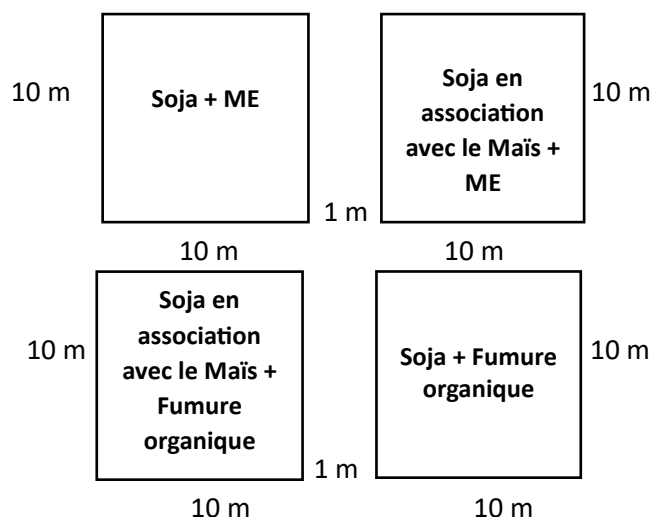 10 m
Soja + ME
Soja en
association
avec le Maïs +
ME
10 m
1 m
10 m
10 m
10 m
Soja en
association
avec le Maïs +
Fumure
organique
Soja + Fumure
organique
10 m
1 m
10 m
10 m